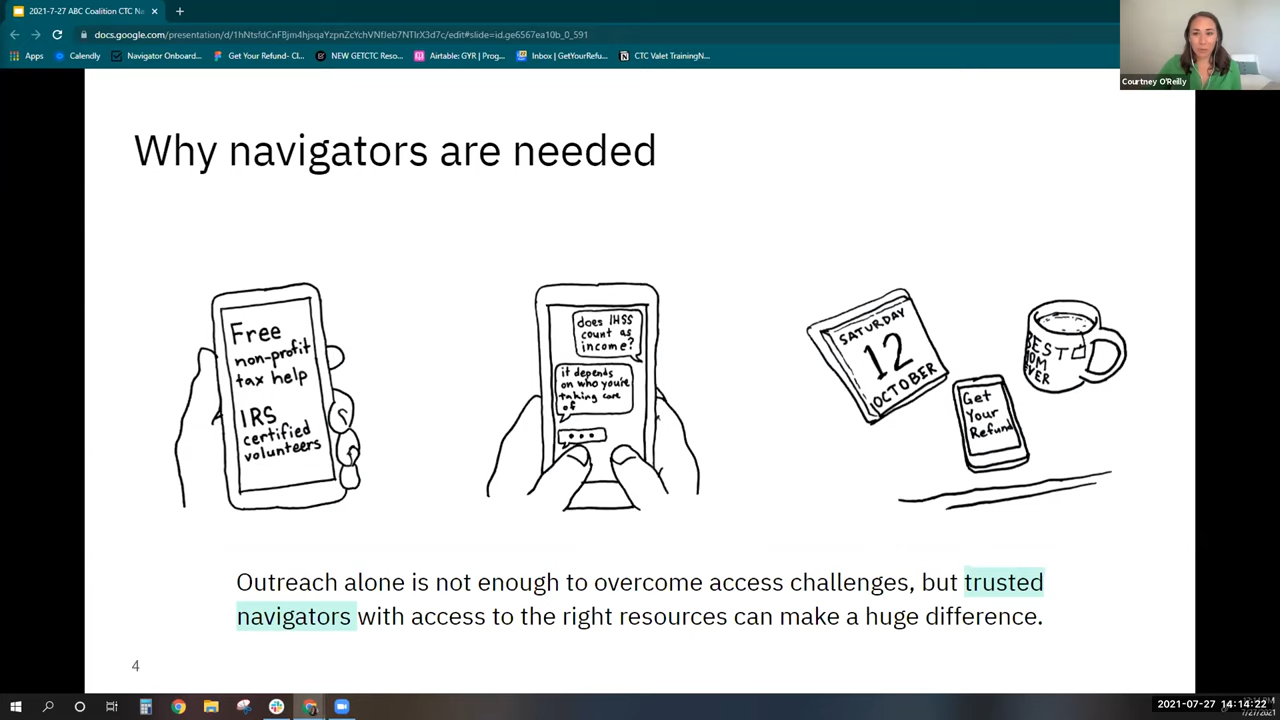 2021-7-27 ABC Coalition CTC Na
docs.google.com/presentation/d/1hNtsfdCnFBjm4hjsqaYzpnZcYchVNfJeb7NTlrX3d7c/edit#slide=id.ge6567ea10b_0_591
Apps Calendly Navigator Onboard... Get Your Refund- Cl... NEW GETCTC Reso... Airtable: GYR | Prog... Inbox | GetYourRefu... CTC Valet TrainingN...
Courtney O'Reilly
Why navigators are needed
Free
non-profit
tax help
IRS
certified
volunteers
does IHSS
count as
income?
it depends
on who you're
taking care
of
SATURDAY
12
OCTOBER
Get
Your
Refund
BEST
MOM
EVER
Outreach alone is not enough to overcome access challenges, but trusted
navigators with access to the right resources can make a huge difference.
4
2021-07-27 14:14:22
7/27/2021